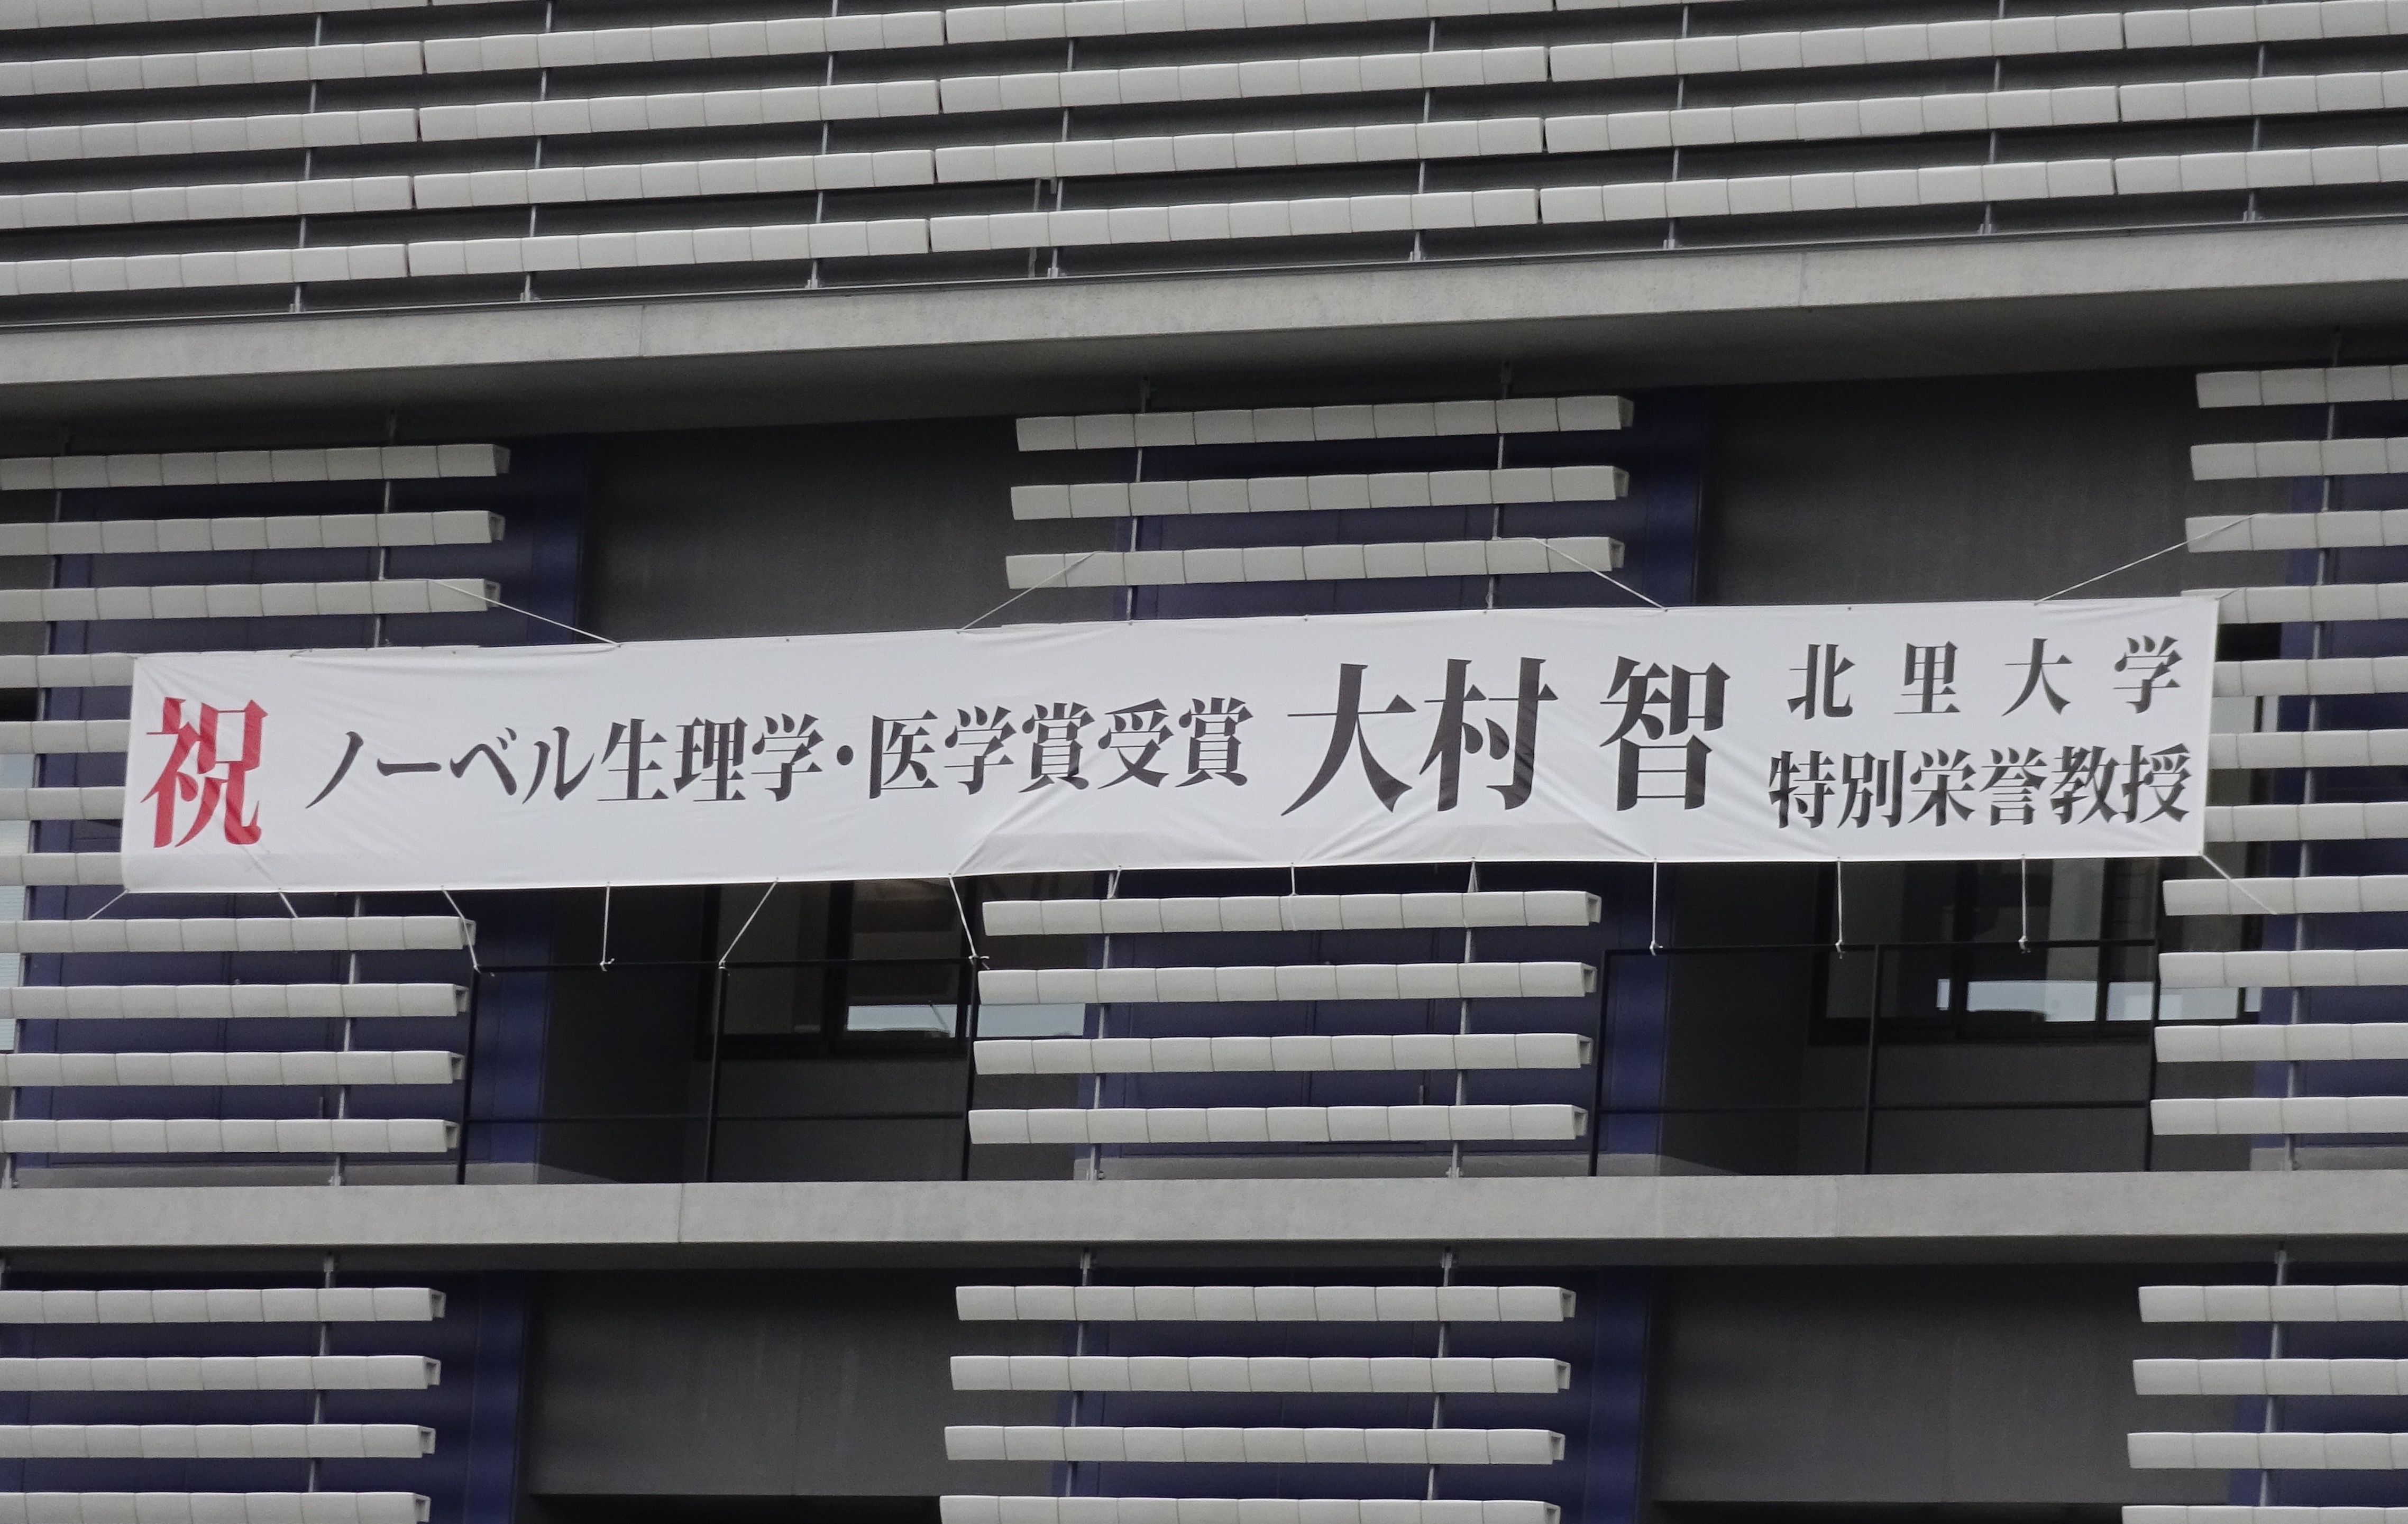 祝 ノーベル生理学・医学賞受賞 大村 智
北里大学
特別栄誉教授